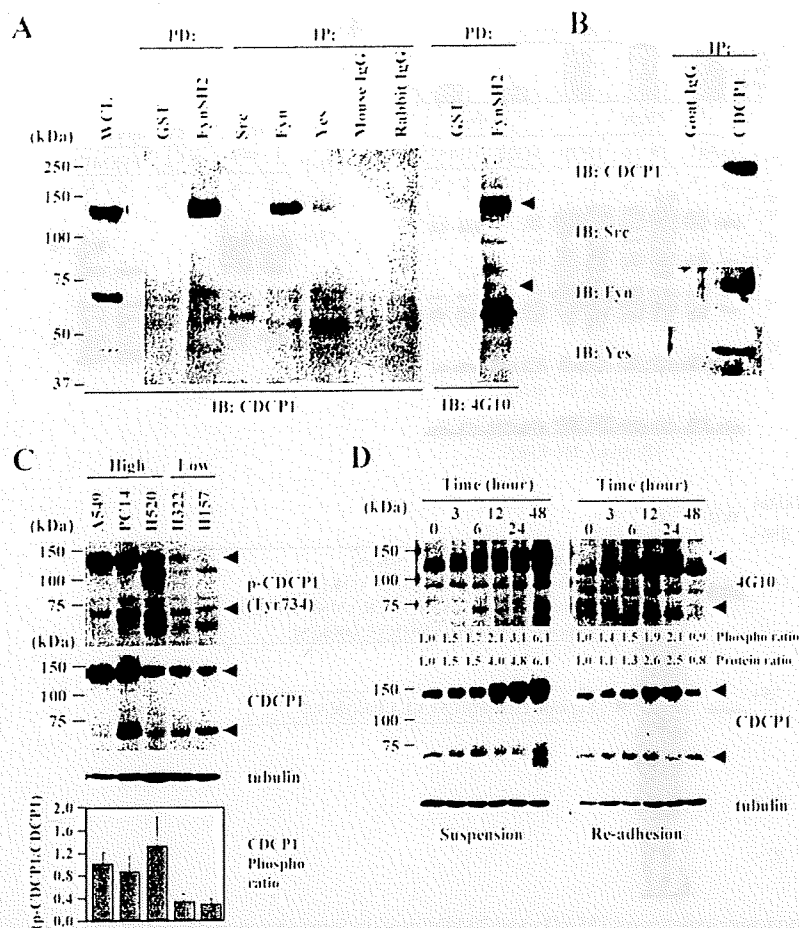 A
B
PD:
IP:
PD:
IP:
WCL
GST
FynSH2
Src
Fyn
Yes
Mouse IgG
Rabbit IgG
GST
FynSH2
Goat IgG
CDCP1
(kDa)
250
150
100
75
50
37
IB: CDCP1
IB: 4G10
IB: CDCP1
IB: Src
IB: Fyn
IB: Yes
C
High
Low
A549
PC14
H520
H322
H157
(kDa)
150
100
75
p-CDCP1
(Tyr734)
(kDa)
150
100
75
CDCP1
tubulin
2.0
1.6
1.2
0.8
0.4
0.0
(p-CDCP1/CDCP1)
CDCP1
Phospho
ratio
D
Time (hour)
Time (hour)
(kDa)
0 3 6 12 24 48
0 3 6 12 24 48
150
100
75
4G10
1.0 1.5 1.7 2.1 3.1 6.1
1.0 1.4 1.5 1.9 2.1 0.9
Phospho ratio
1.0 1.5 1.5 4.0 4.8 6.1
1.0 1.1 1.3 2.6 2.5 0.8
Protein ratio
150
100
75
CDCP1
tubulin
Suspension
Re-adhesion